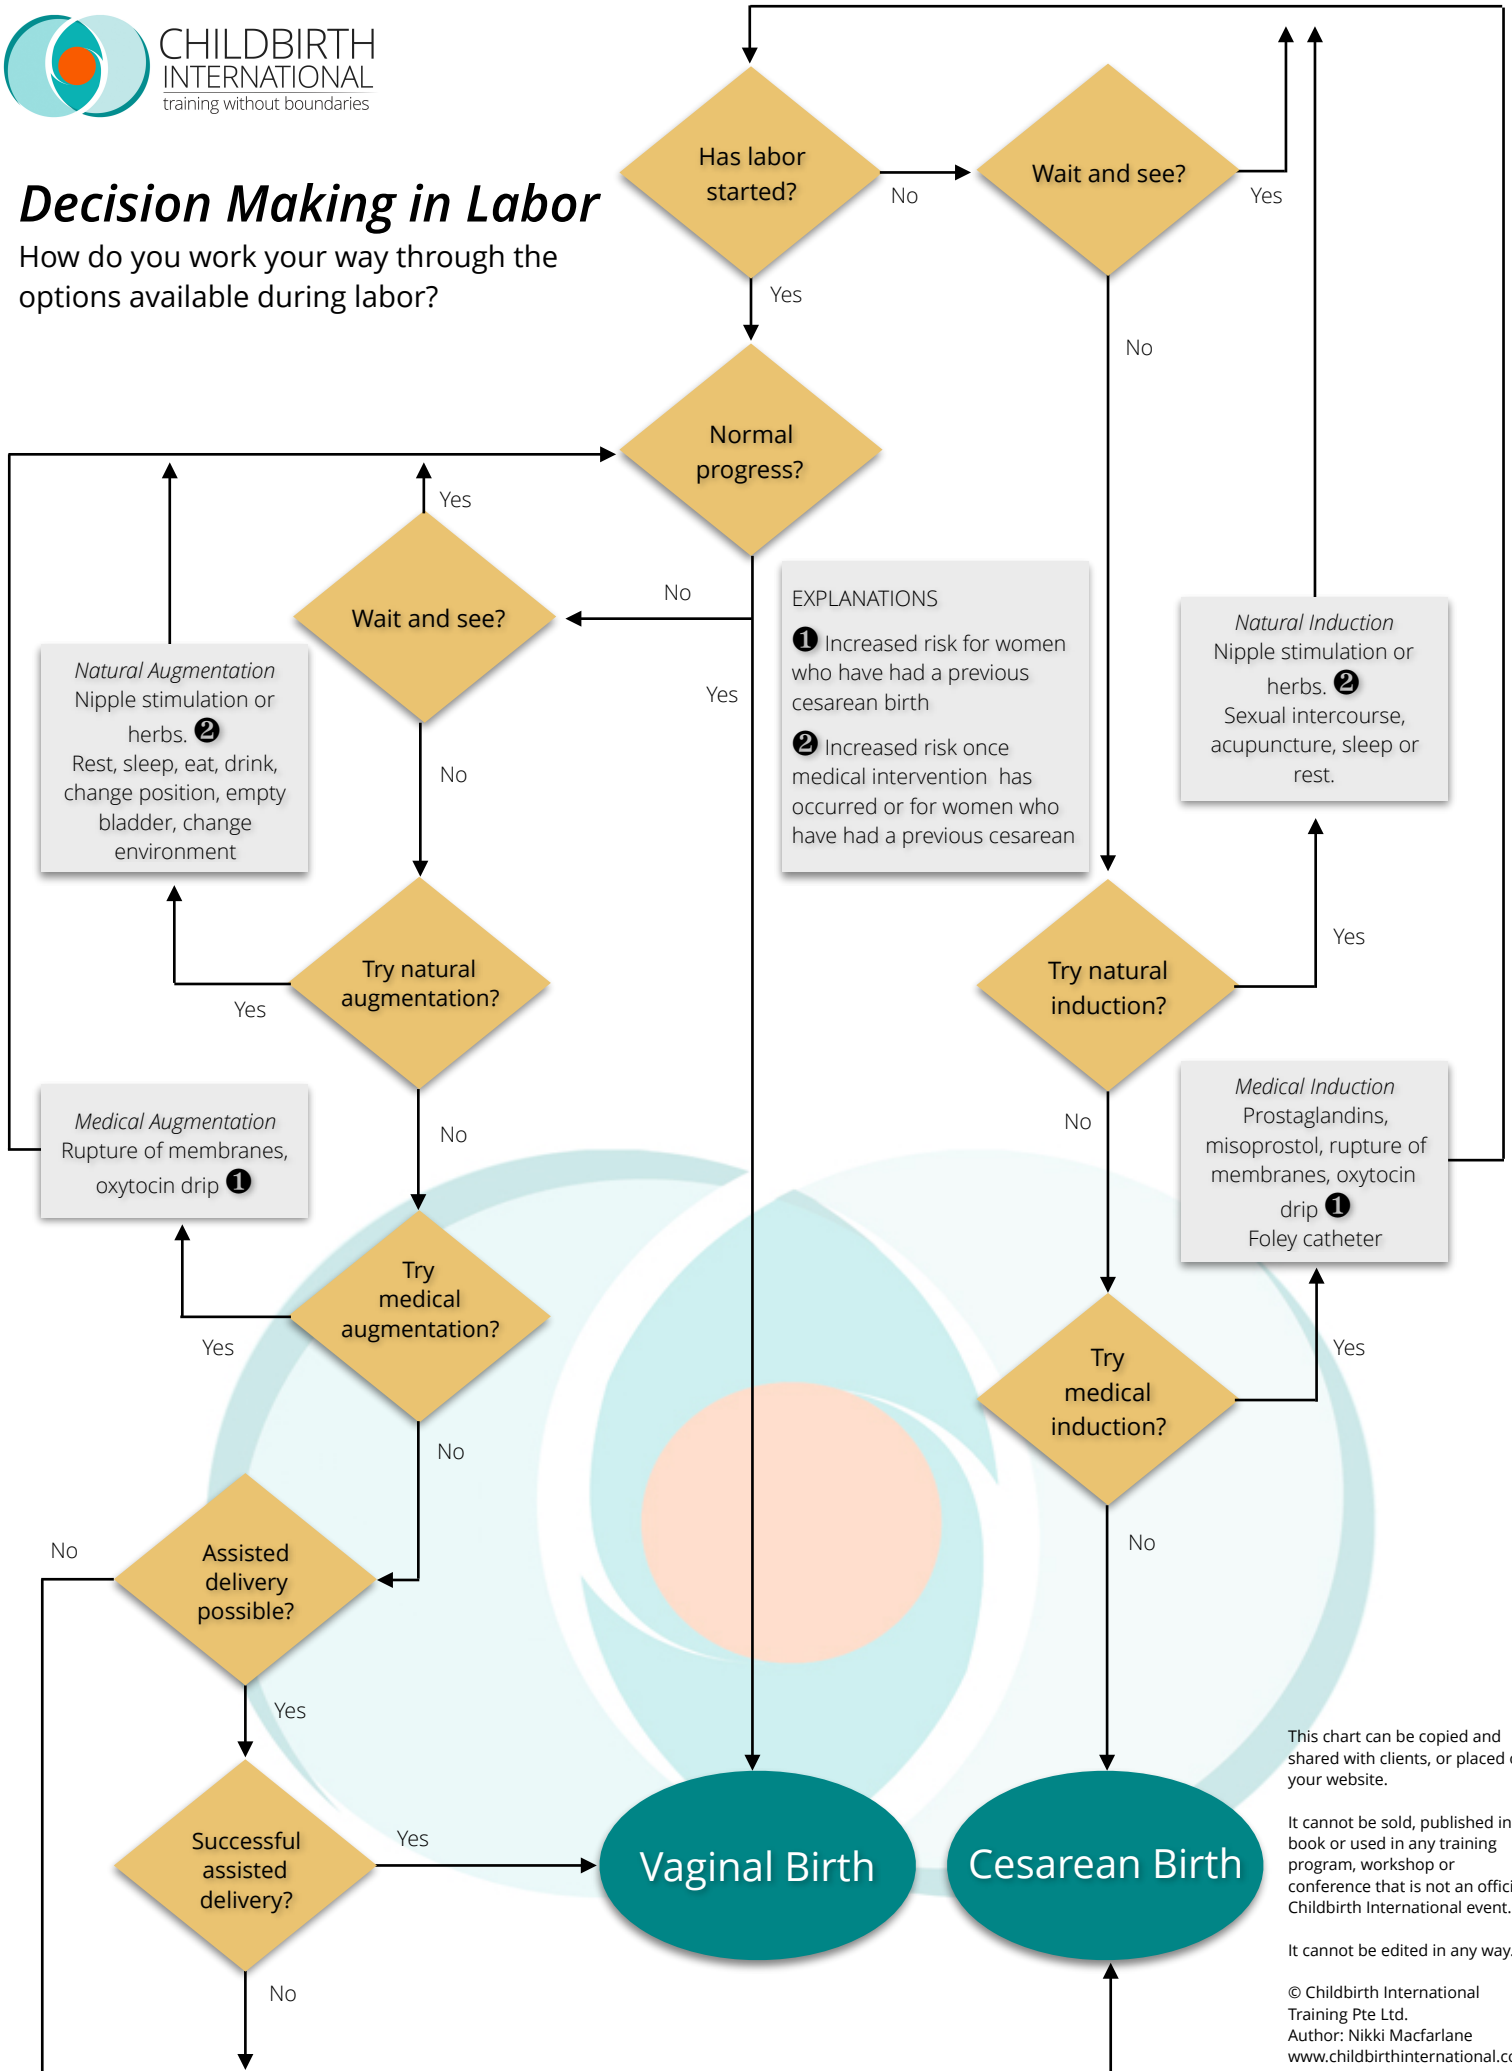 CHILDBIRTH
INTERNATIONAL
training without boundaries
Decision Making in Labor
How do you work your way through the
options available during labor?
Has labor
started?
No
Wait and see?
Yes
Yes
No
Normal
progress?
Yes
Wait and see?
No
Yes
No
EXPLANATIONS
❶ Increased risk for women
who have had a previous
cesarean birth
❷ Increased risk once
medical intervention has
occurred or for women who
have had a previous cesarean
Natural Induction
Nipple stimulation or
herbs. ❷
Sexual intercourse,
acupuncture, sleep or
rest.
Natural Augmentation
Nipple stimulation or
herbs. ❷
Rest, sleep, eat, drink,
change position, empty
bladder, change
environment
Try natural
augmentation?
Yes
No
Try natural
induction?
Yes
No
Medical Augmentation
Rupture of membranes,
oxytocin drip ❶
Medical Induction
Prostaglandins,
misoprostol, rupture of
membranes, oxytocin
drip ❶
Foley catheter
Try
medical
augmentation?
Yes
No
Try
medical
induction?
Yes
No
Assisted
delivery
possible?
No
Yes
Successful
assisted
delivery?
Yes
No
Vaginal Birth
Cesarean Birth
This chart can be copied and
shared with clients, or placed
your website.
It cannot be sold, published in
book or used in any training
program, workshop or
conference that is not an
Childbirth International event.
It cannot be edited in any way.
© Childbirth International
Training Pte Ltd.
Author: Nikki Macfarlane
www.childbirthinternational.co